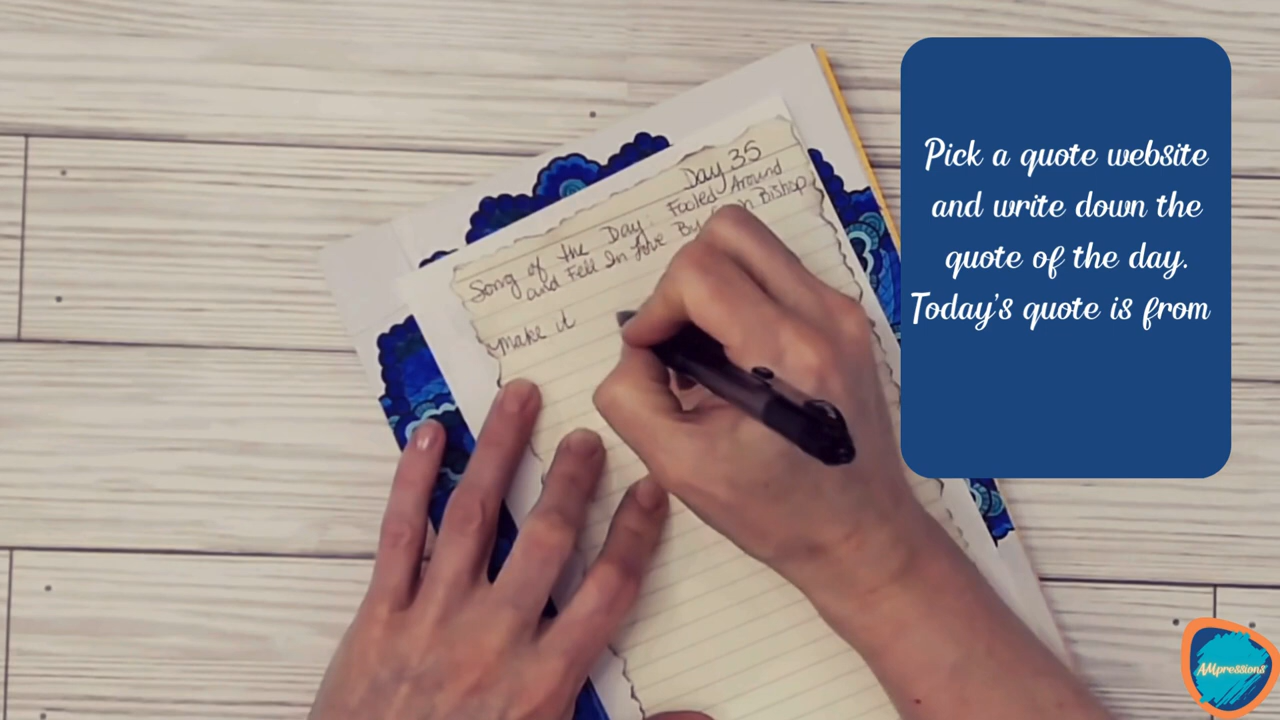 Day 35
Song of the Day: Fooled Around
and Fell In Love By Bishop
make it
Pick a quote website
and write down the
quote of the day.
Today's quote is from
AMpressions